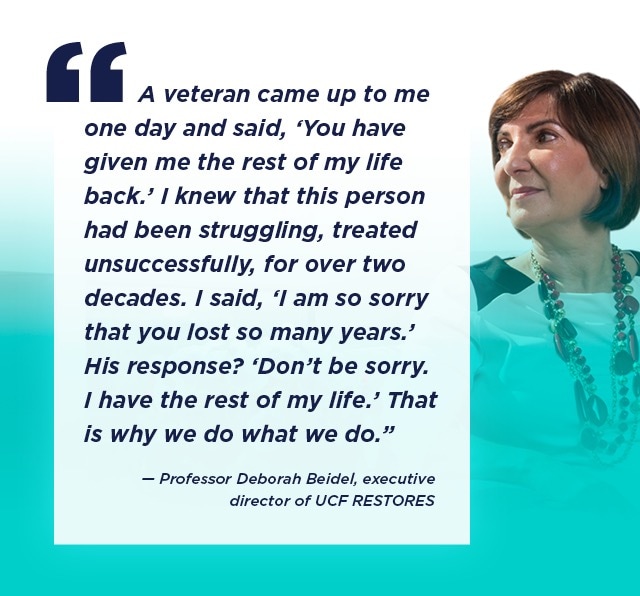 “ A veteran came up to me
one day and said, ‘You have
given me the rest of my life
back.’ I knew that this person
had been struggling, treated
unsuccessfully, for over two
decades. I said, ‘I am so sorry
that you lost so many years.’
His response? ‘Don’t be sorry.
I have the rest of my life.’ That
is why we do what we do.”
— Professor Deborah Beidel, executive
director of UCF RESTORES